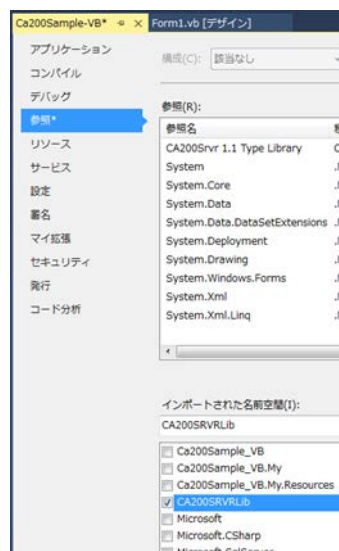 Ca200Sample-VB* × Form1.vb [デザイン]
アプリケーション
コンパイル
デバッグ
参照*
リソース
サービス
設定
署名
マイ拡張
セキュリティ
発行
コード分析
構成(C): 該当なし
参照(R):
参照名
CA200Srvr 1.1 Type Library
System
System.Core
System.Data
System.Data.DataSetExtensions
System.Deployment
System.Drawing
System.Windows.Forms
System.Xml
System.Xml.Linq
インポートされた名前空間(I):
CA200SRVRLib
Ca200Sample_VB
Ca200Sample_VB.My
Ca200Sample_VB.My.Resources
CA200SRVRLib
Microsoft
Microsoft.CSharp
Microsoft.SqlServer